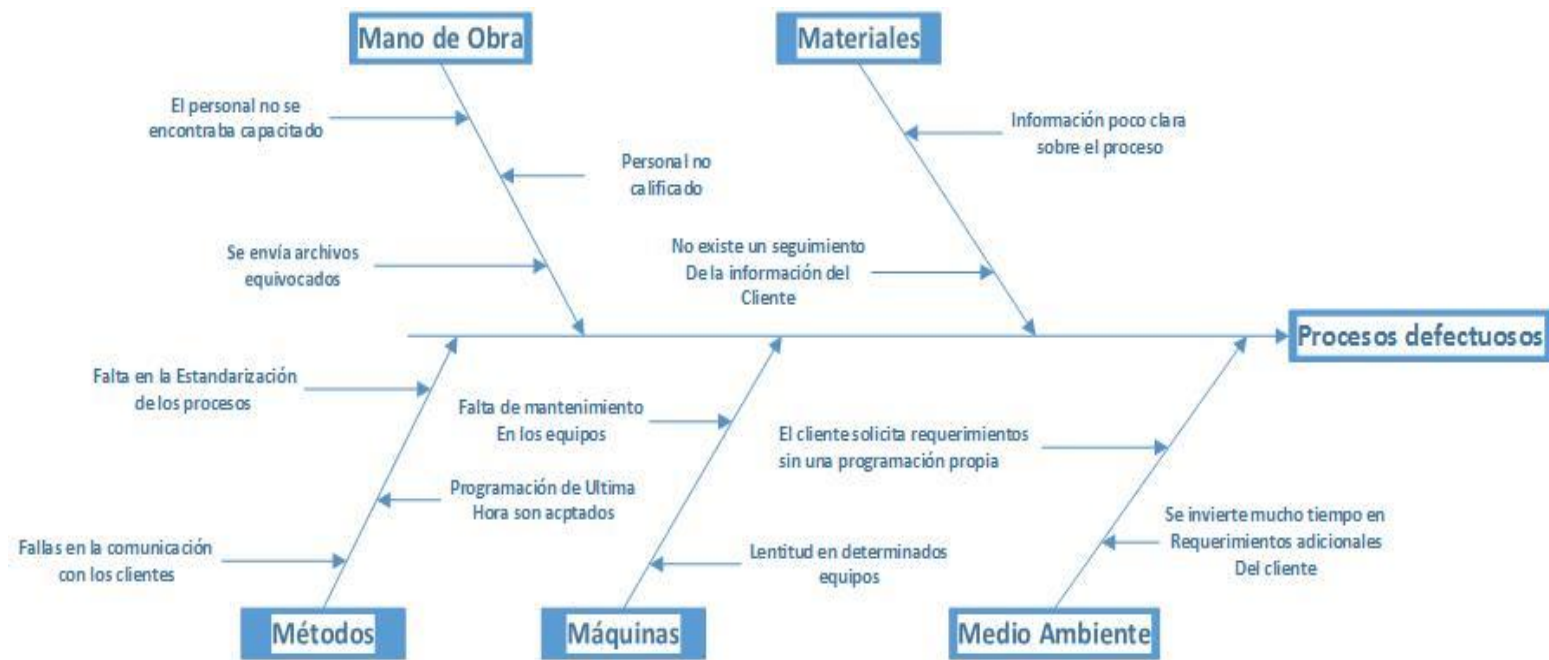 Mano de Obra
Materiales
El personal no se
encontraba capacitado
Información poco clara
sobre el proceso
Personal no
calificado
Se envía archivos
equivocados
No existe un seguimiento
De la información del
Cliente
Procesos defectuosos
Falta en la Estandarización
de los procesos
Falta de mantenimiento
En los equipos
El cliente solicita requerimientos
sin una programación propia
Programación de Ultima
Hora son acptados
Se invierte mucho tiempo en
Requerimientos adicionales
Del cliente
Fallas en la comunicación
con los clientes
Lentitud en determinados
equipos
Métodos
Máquinas
Medio Ambiente